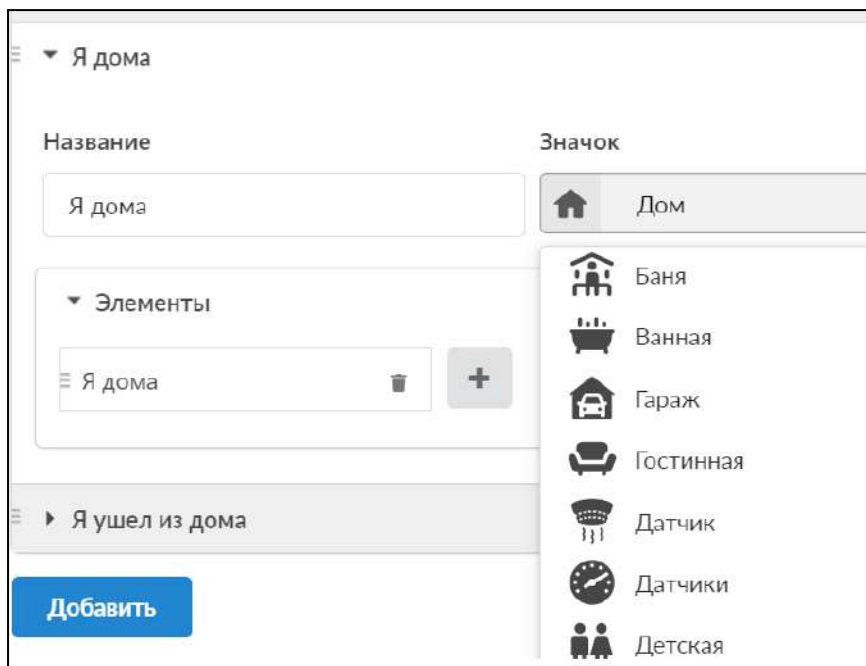 Я дома
Название
Значок
Я дома
Дом
Баня
Элементы
Ванная
Я дома
Гараж
Гостинная
Я ушел из дома
Датчик
Датчики
Добавить
Детская